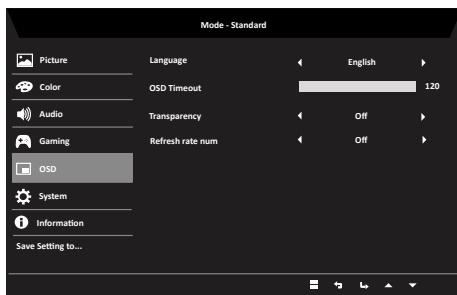 Mode - Standard
Picture
Color
Audio
Gaming
OSD
System
Information
Save Setting to...
Language English
OSD Timeout 120
Transparency Off
Refresh rate num Off